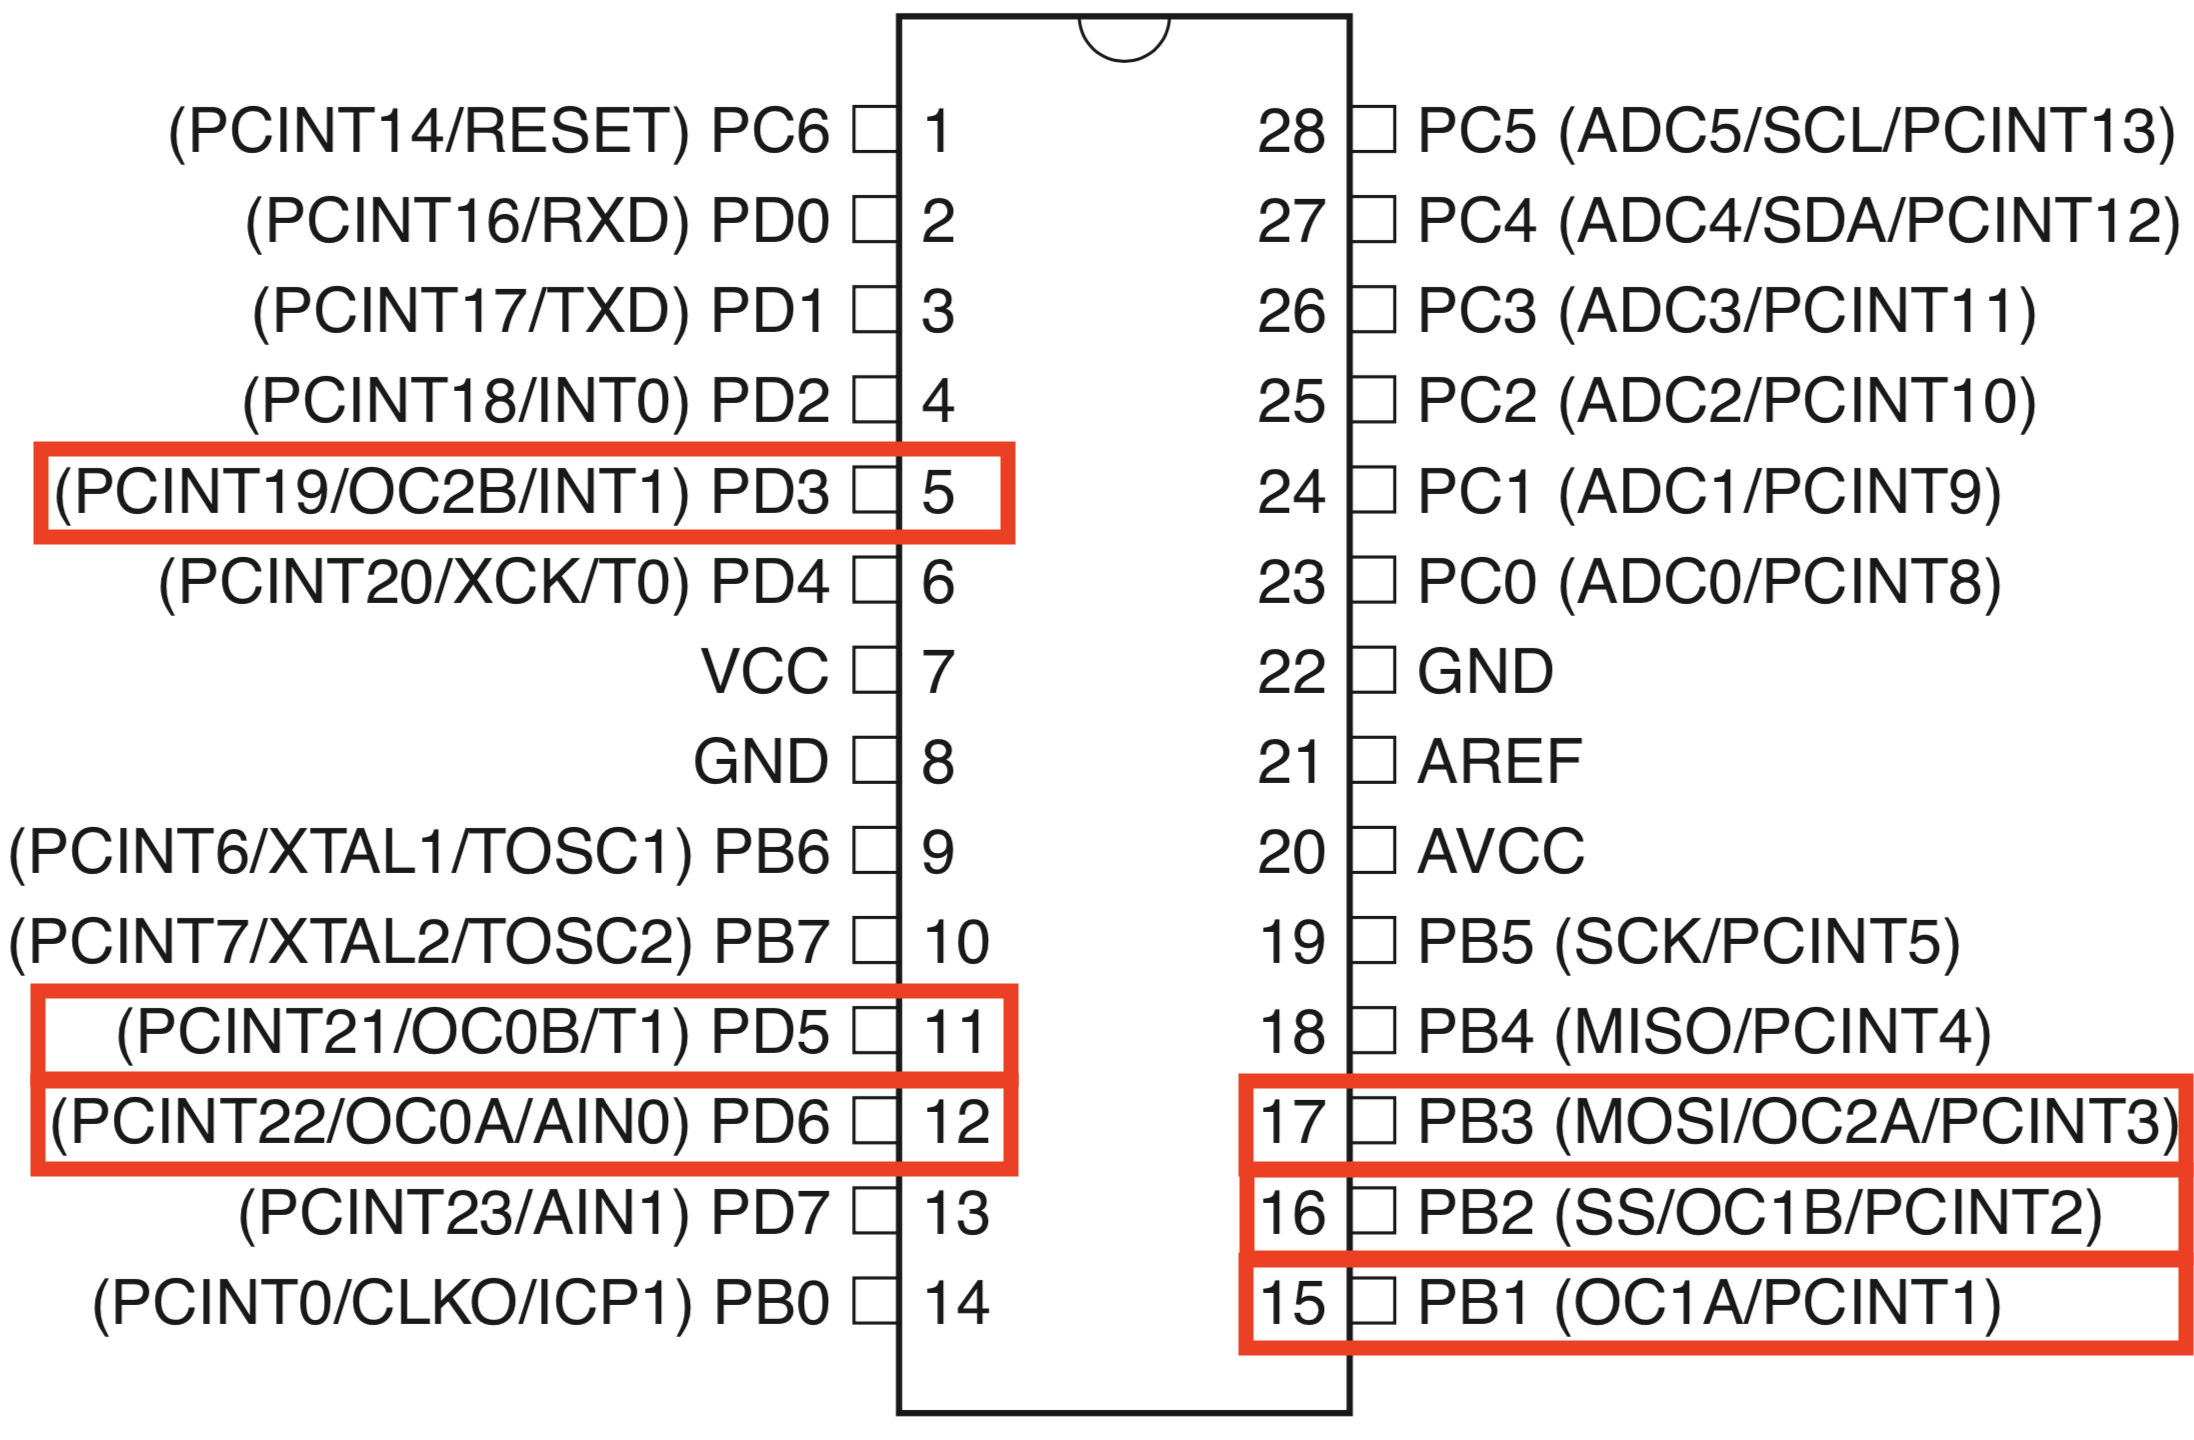 (PCINT14/RESET) PC6 1
(PCINT16/RXD) PD0 2
(PCINT17/TXD) PD1 3
(PCINT18/INT0) PD2 4
(PCINT19/OC2B/INT1) PD3 5
(PCINT20/XCK/T0) PD4 6
VCC 7
GND 8
(PCINT6/XTAL1/TOSC1) PB6 9
(PCINT7/XTAL2/TOSC2) PB7 10
(PCINT21/OC0B/T1) PD5 11
(PCINT22/OC0A/AIN0) PD6 12
(PCINT23/AIN1) PD7 13
(PCINT0/CLKO/ICP1) PB0 14
28 PC5 (ADC5/SCL/PCINT13)
27 PC4 (ADC4/SDA/PCINT12)
26 PC3 (ADC3/PCINT11)
25 PC2 (ADC2/PCINT10)
24 PC1 (ADC1/PCINT9)
23 PC0 (ADC0/PCINT8)
22 GND
21 AREF
20 AVCC
19 PB5 (SCK/PCINT5)
18 PB4 (MISO/PCINT4)
17 PB3 (MOSI/OC2A/PCINT3)
16 PB2 (SS/OC1B/PCINT2)
15 PB1 (OC1A/PCINT1)